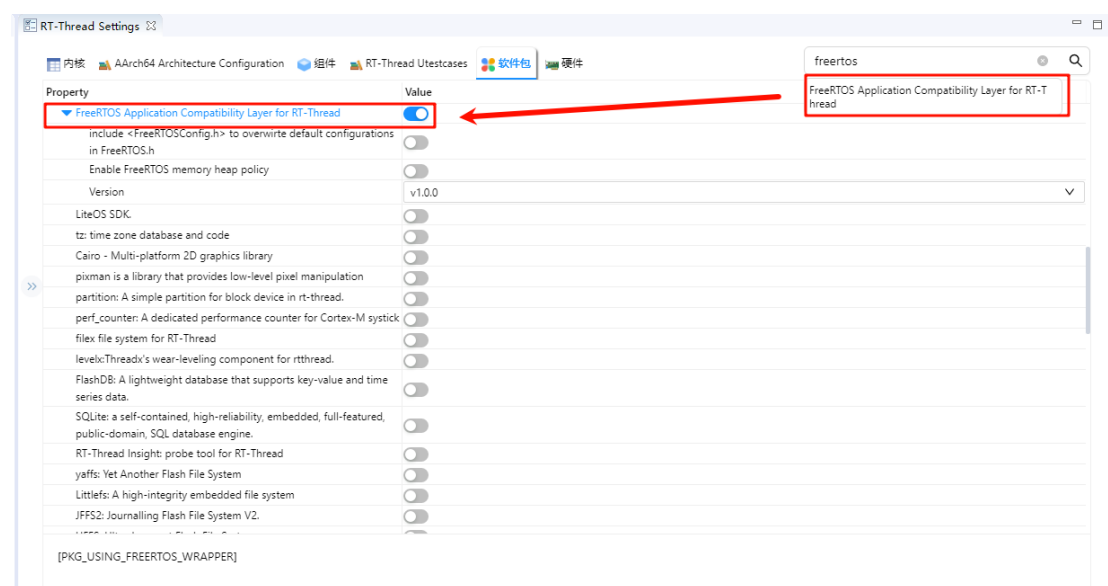 RT-Thread Settings
内核 AArch64 Architecture Configuration 组件 RT-Thread Utestcases 软件包 硬件
freertos
FreeRTOS Application Compatibility Layer for RT-T
hread
Property Value
FreeRTOS Application Compatibility Layer for RT-Thread
include <FreeRTOSConfig.h> to overwirte default configurations
in FreeRTOS.h
Enable FreeRTOS memory heap policy
Version v1.0.0
LiteOS SDK.
tz: time zone database and code
Cairo - Multi-platform 2D graphics library
pixman is a library that provides low-level pixel manipulation
partition: A simple partition for block device in rt-thread.
perf_counter: A dedicated performance counter for Cortex-M systick
filex file system for RT-Thread
levelx:Threadx's wear-leveling component for rtthread.
FlashDB: A lightweight database that supports key-value and time
series data.
SQLite: a self-contained, high-reliability, embedded, full-featured,
public-domain, SQL database engine.
RT-Thread Insight: probe tool for RT-Thread
yaffs: Yet Another Flash File System
Littlefs: A high-integrity embedded file system
JFFS2: Journalling Flash File System V2.
[PKG_USING_FREERTOS_WRAPPER]